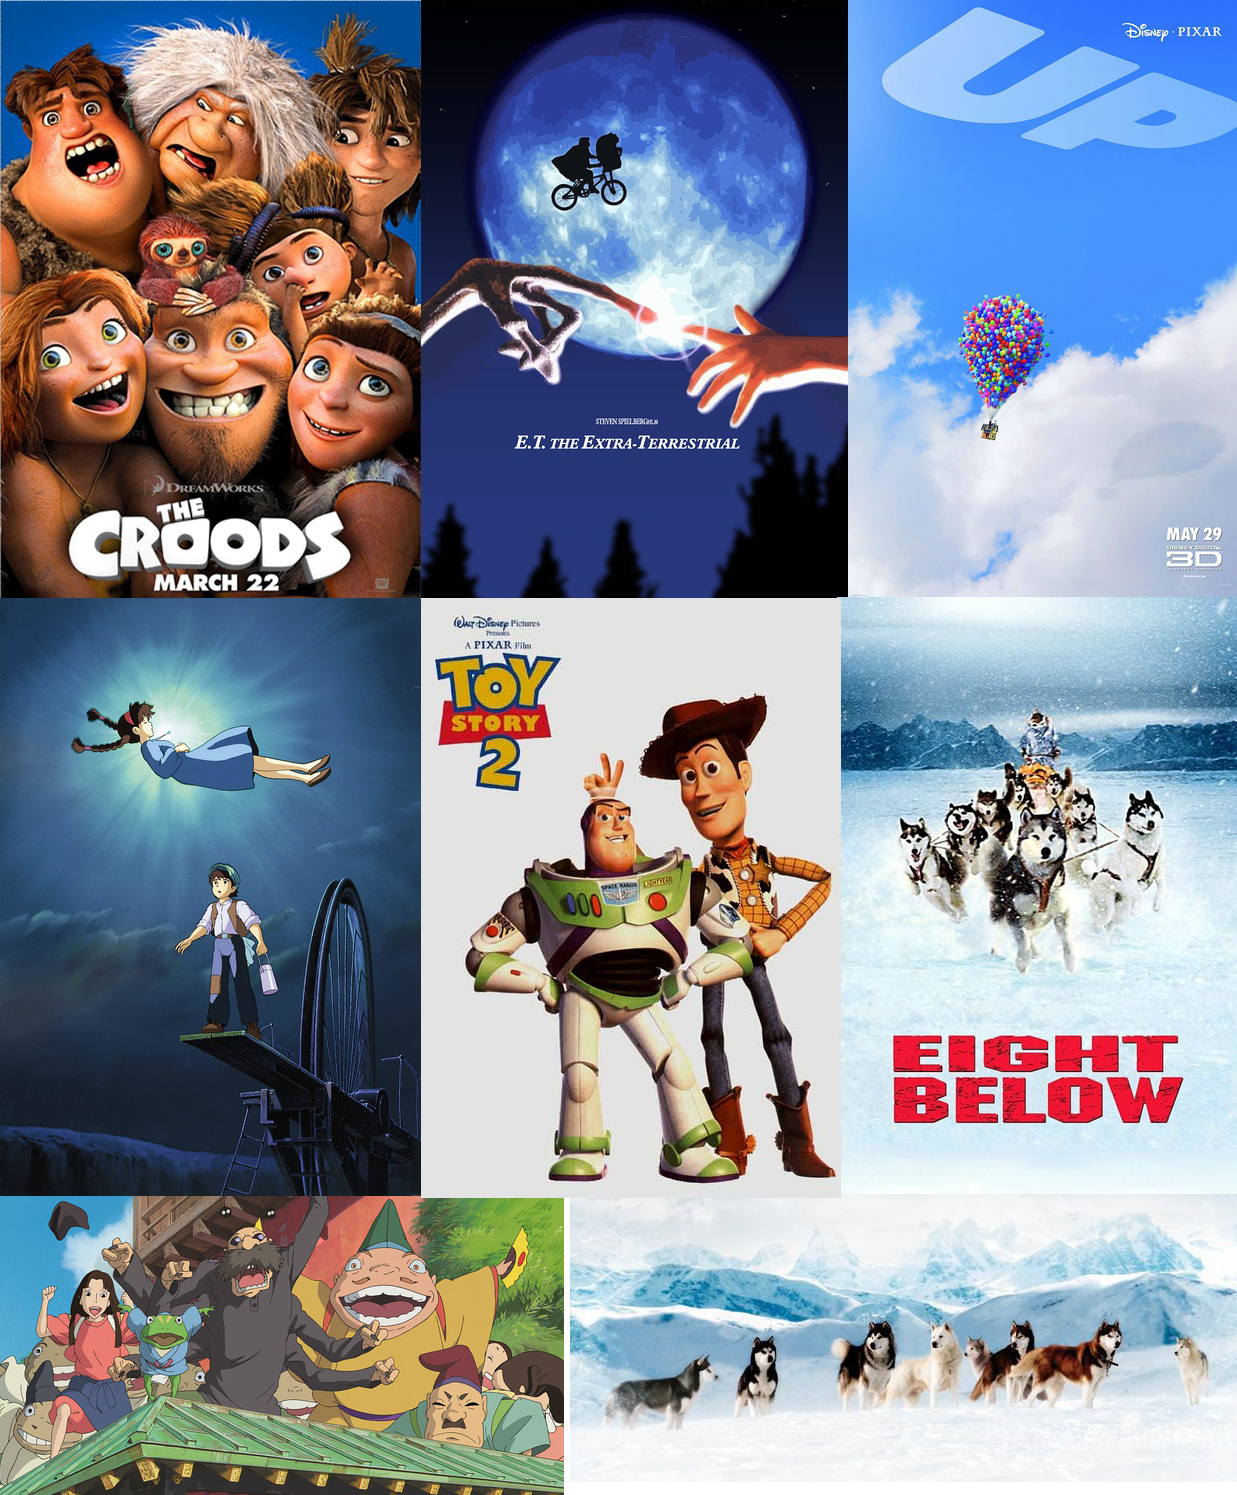 DREAMWORKS
THE
CROODS
MARCH 22
STEVEN SPIELBERG FILM
E.T. THE EXTRA-TERRESTRIAL
DISNEY · PIXAR
UP
MAY 29
DISNEY DIGITAL
3D
WALT DISNEY Pictures
Presents
A PIXAR Film
TOY
STORY
2
SPACE RANGER
LIGHTYEAR
EIGHT
BELOW